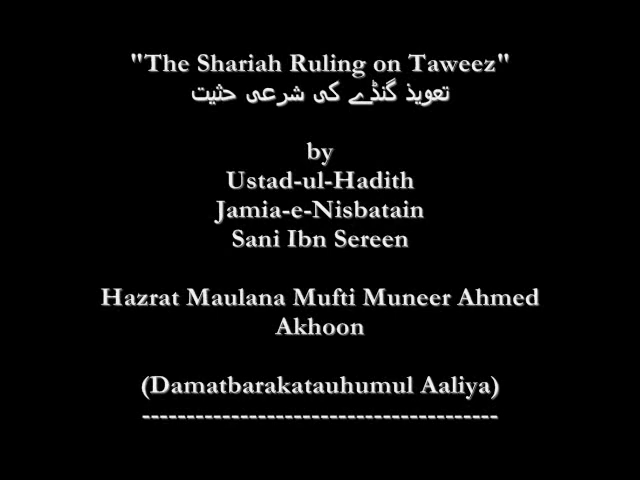 "The Shariah Ruling on Taweez"
تعویذ گنڈے کی شرعی حثیت
by
Ustad-ul-Hadith
Jamia-e-Nisbatain
Sani Ibn Sereen
Hazrat Maulana Mufti Muneer Ahmed
Akhoon
(Damatbarakatauhumul Aaliya)
----------------------------------------